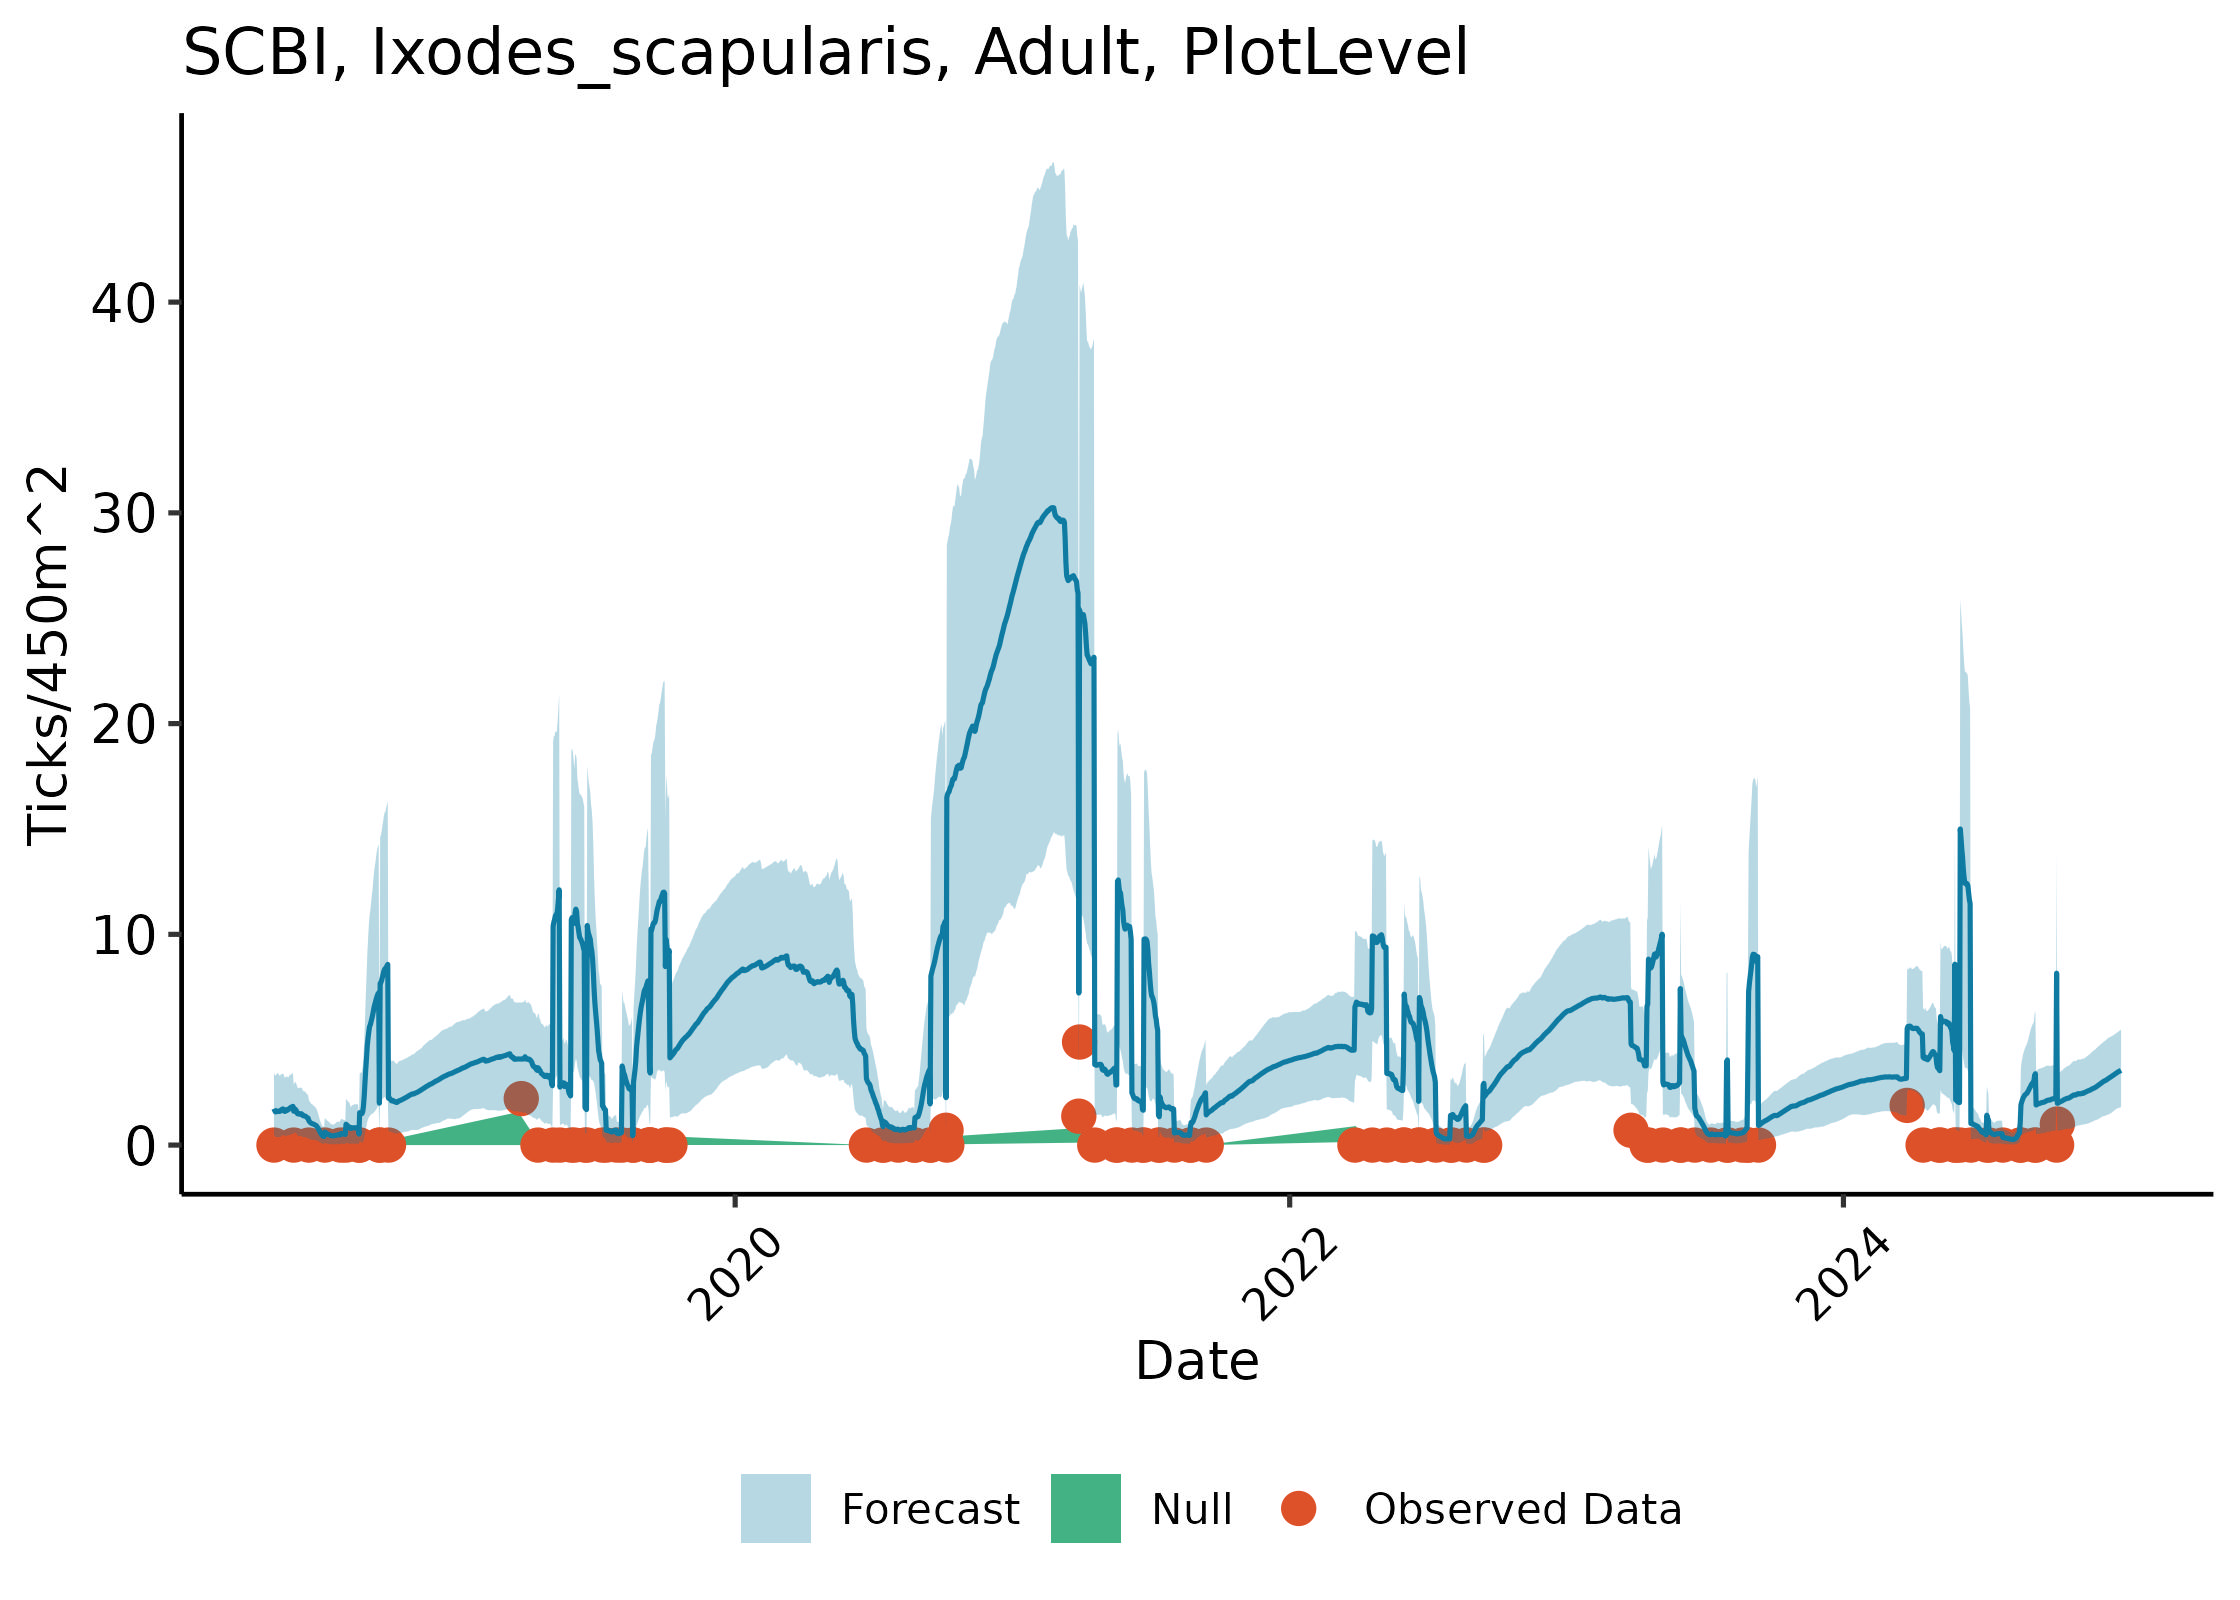 SCBI, Ixodes_scapularis, Adult, PlotLevel
Ticks/450m^2
40
30
20
10
0
2020
2022
2024
Date
Forecast
Null
Observed Data